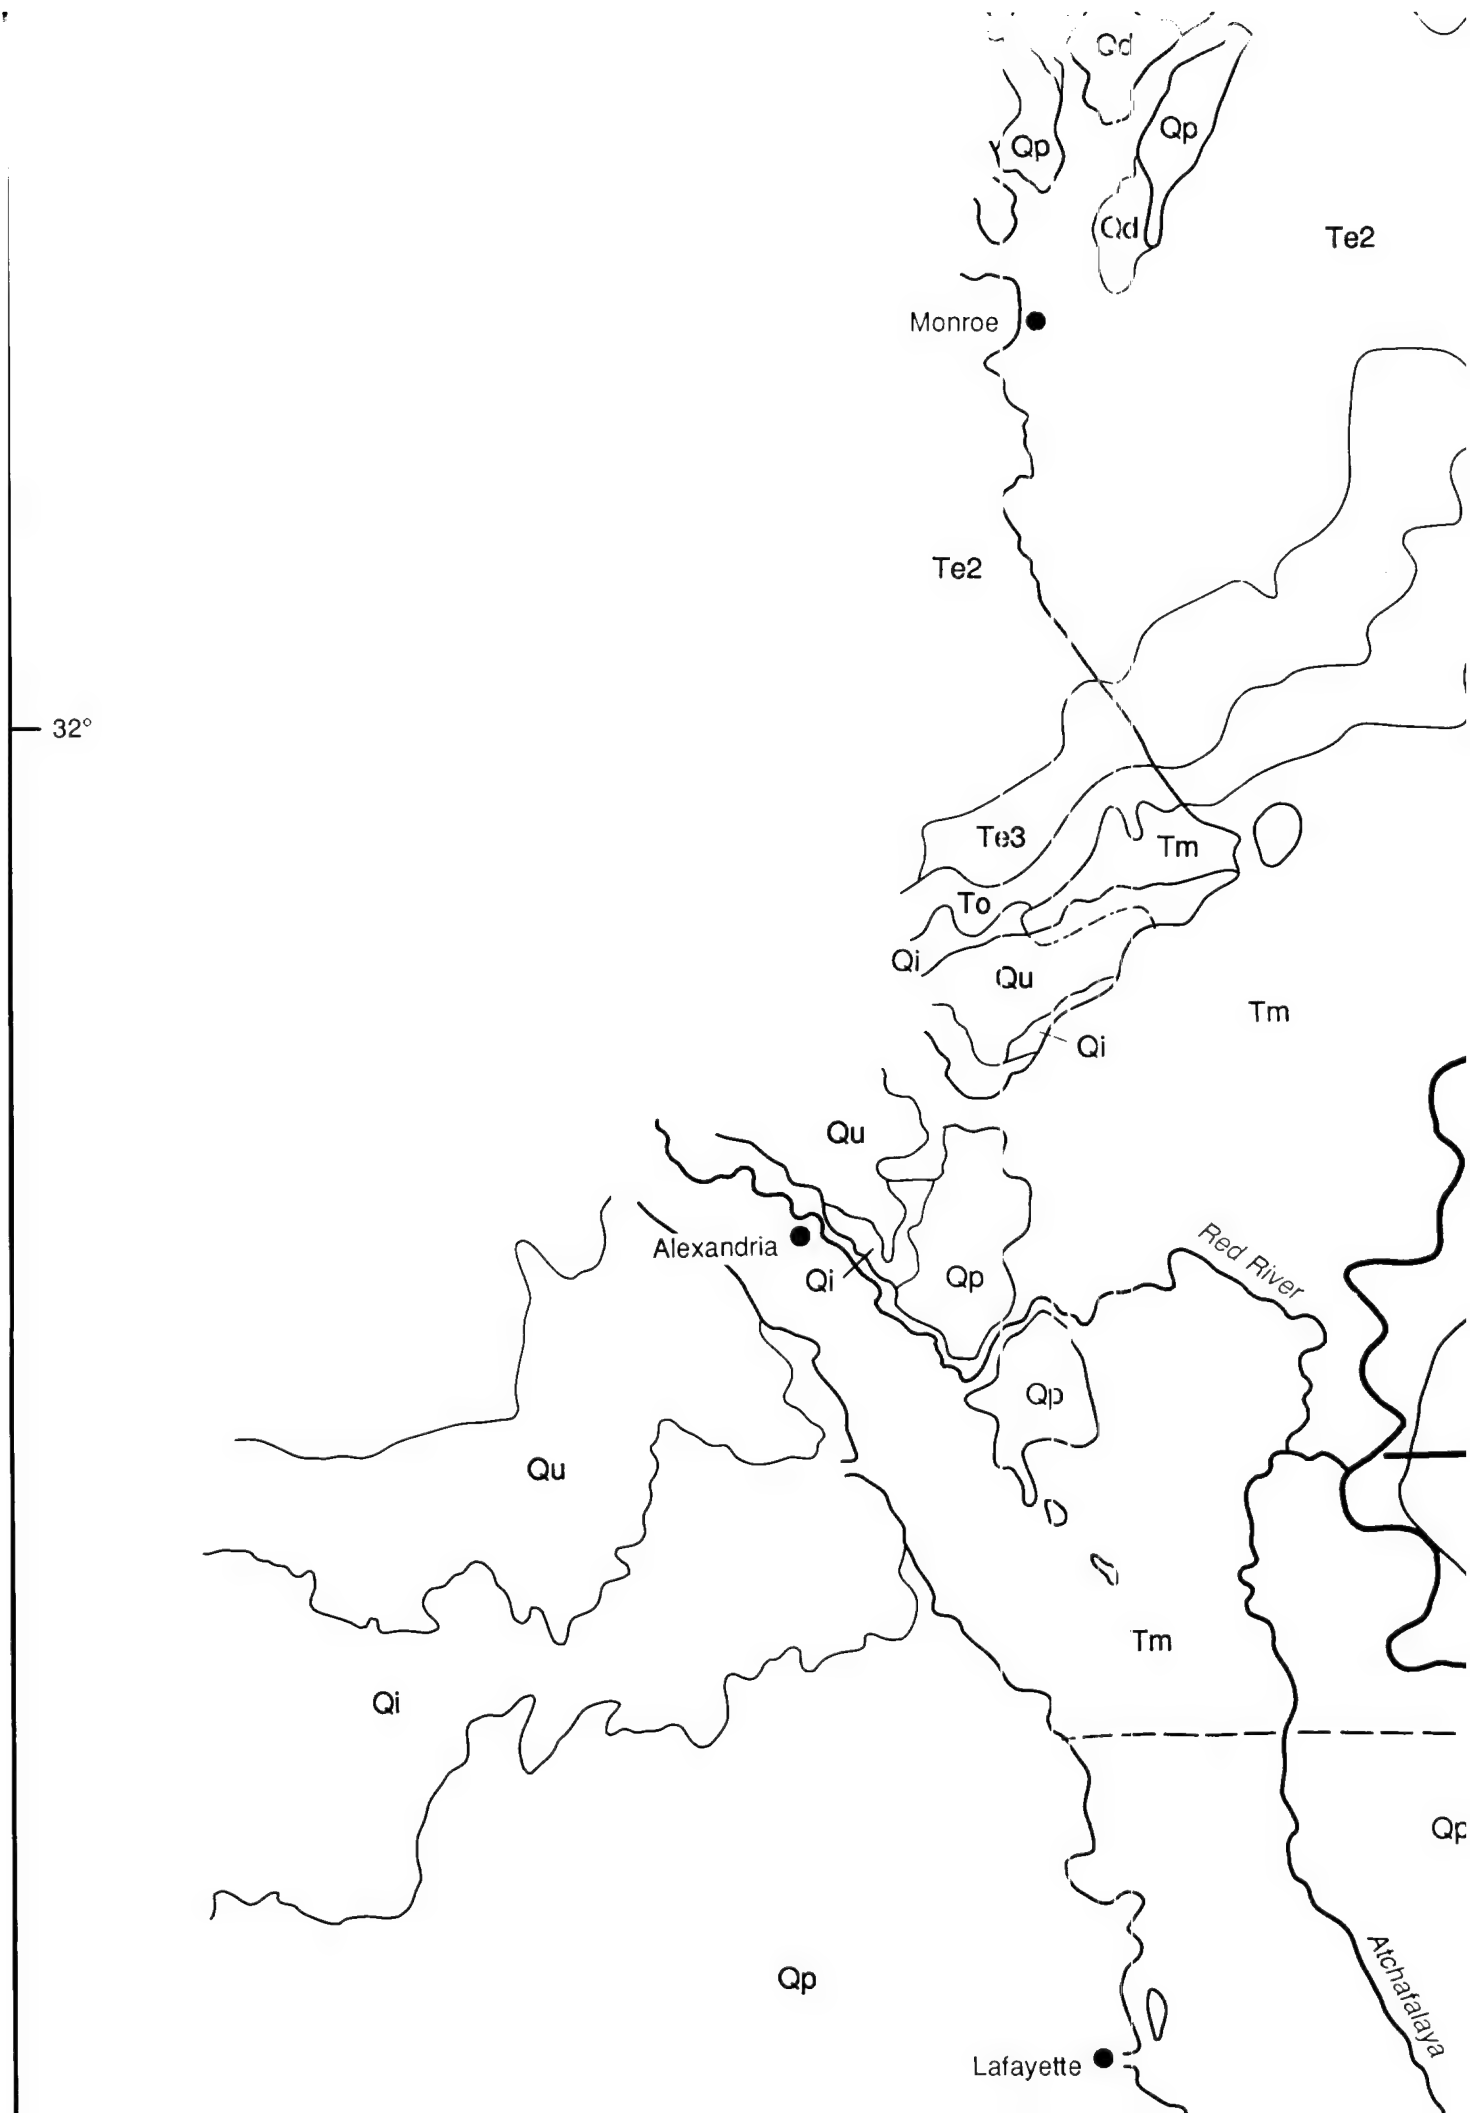 Qd
Qp
Qp
Qd
Te2
Monroe
Te2
32°
Te3
Tm
To
Qi
Qu
Tm
Qi
Qu
Alexandria
Qi
Qp
Red River
Qp
Qu
Tm
Qi
Qp
Qp
Atchafalaya
Lafayette